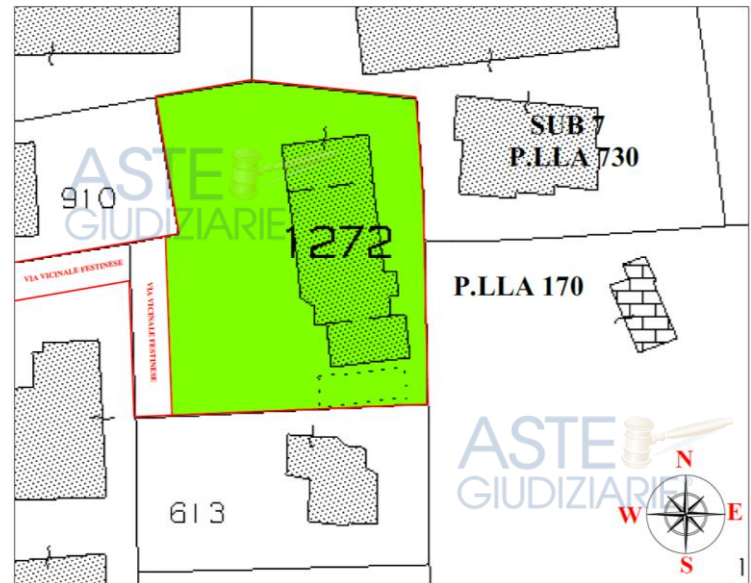 SUB 7
P.LLA 730
ASTE
GIUDIZIARIE
910
1272
VIA VICINALE FESTINESE
VIA VICINALE FESTINESE
P.LLA 170
ASTE
GIUDIZIARIE
N
W
E
S
613
1